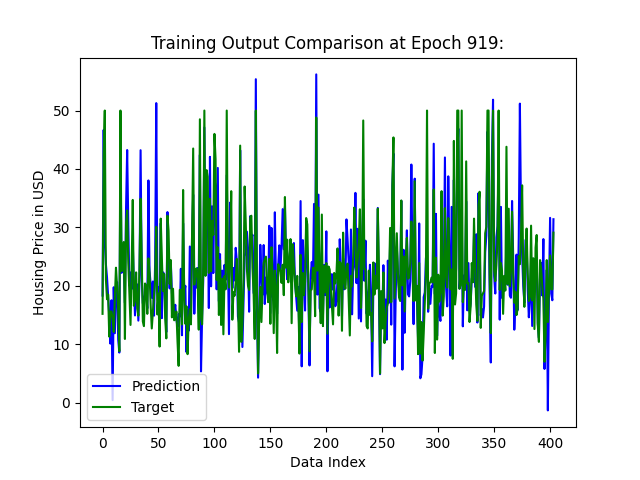 Training Output Comparison at Epoch 919:
Housing Price in USD
50
40
30
20
10
0
Prediction
Target
0 50 100 150 200 250 300 350 400
Data Index